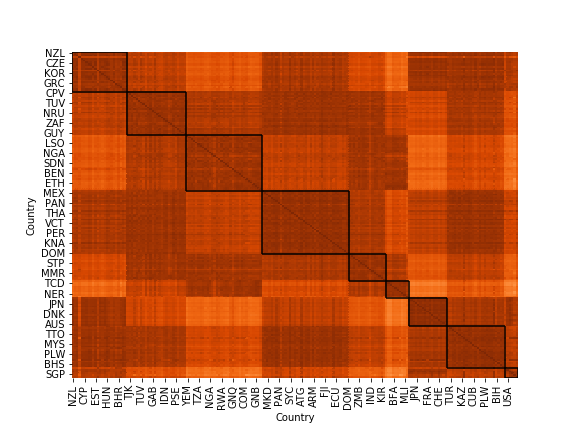 NZL
CZE
KOR
GRC
CPV
TUV
NRU
ZAF
GUY
LSO
NGA
SDN
BEN
ETH
MEX
PAN
THA
VCT
PER
KNA
DOM
STP
MMR
TCD
NER
JPN
DNK
AUS
TTO
MYS
PLW
BHS
SGP
Country
NZL CYP EST HUN BHR TJK TUV GAB IDN PSE YEM TZA NGA RWA GNQ COM GNB MKD PAN SYC ATG ARM FJI ECU DOM ZMB IND KIR BFA MLI JPN FRA CHE TUR KAZ CUB PLW BIH USA
Country